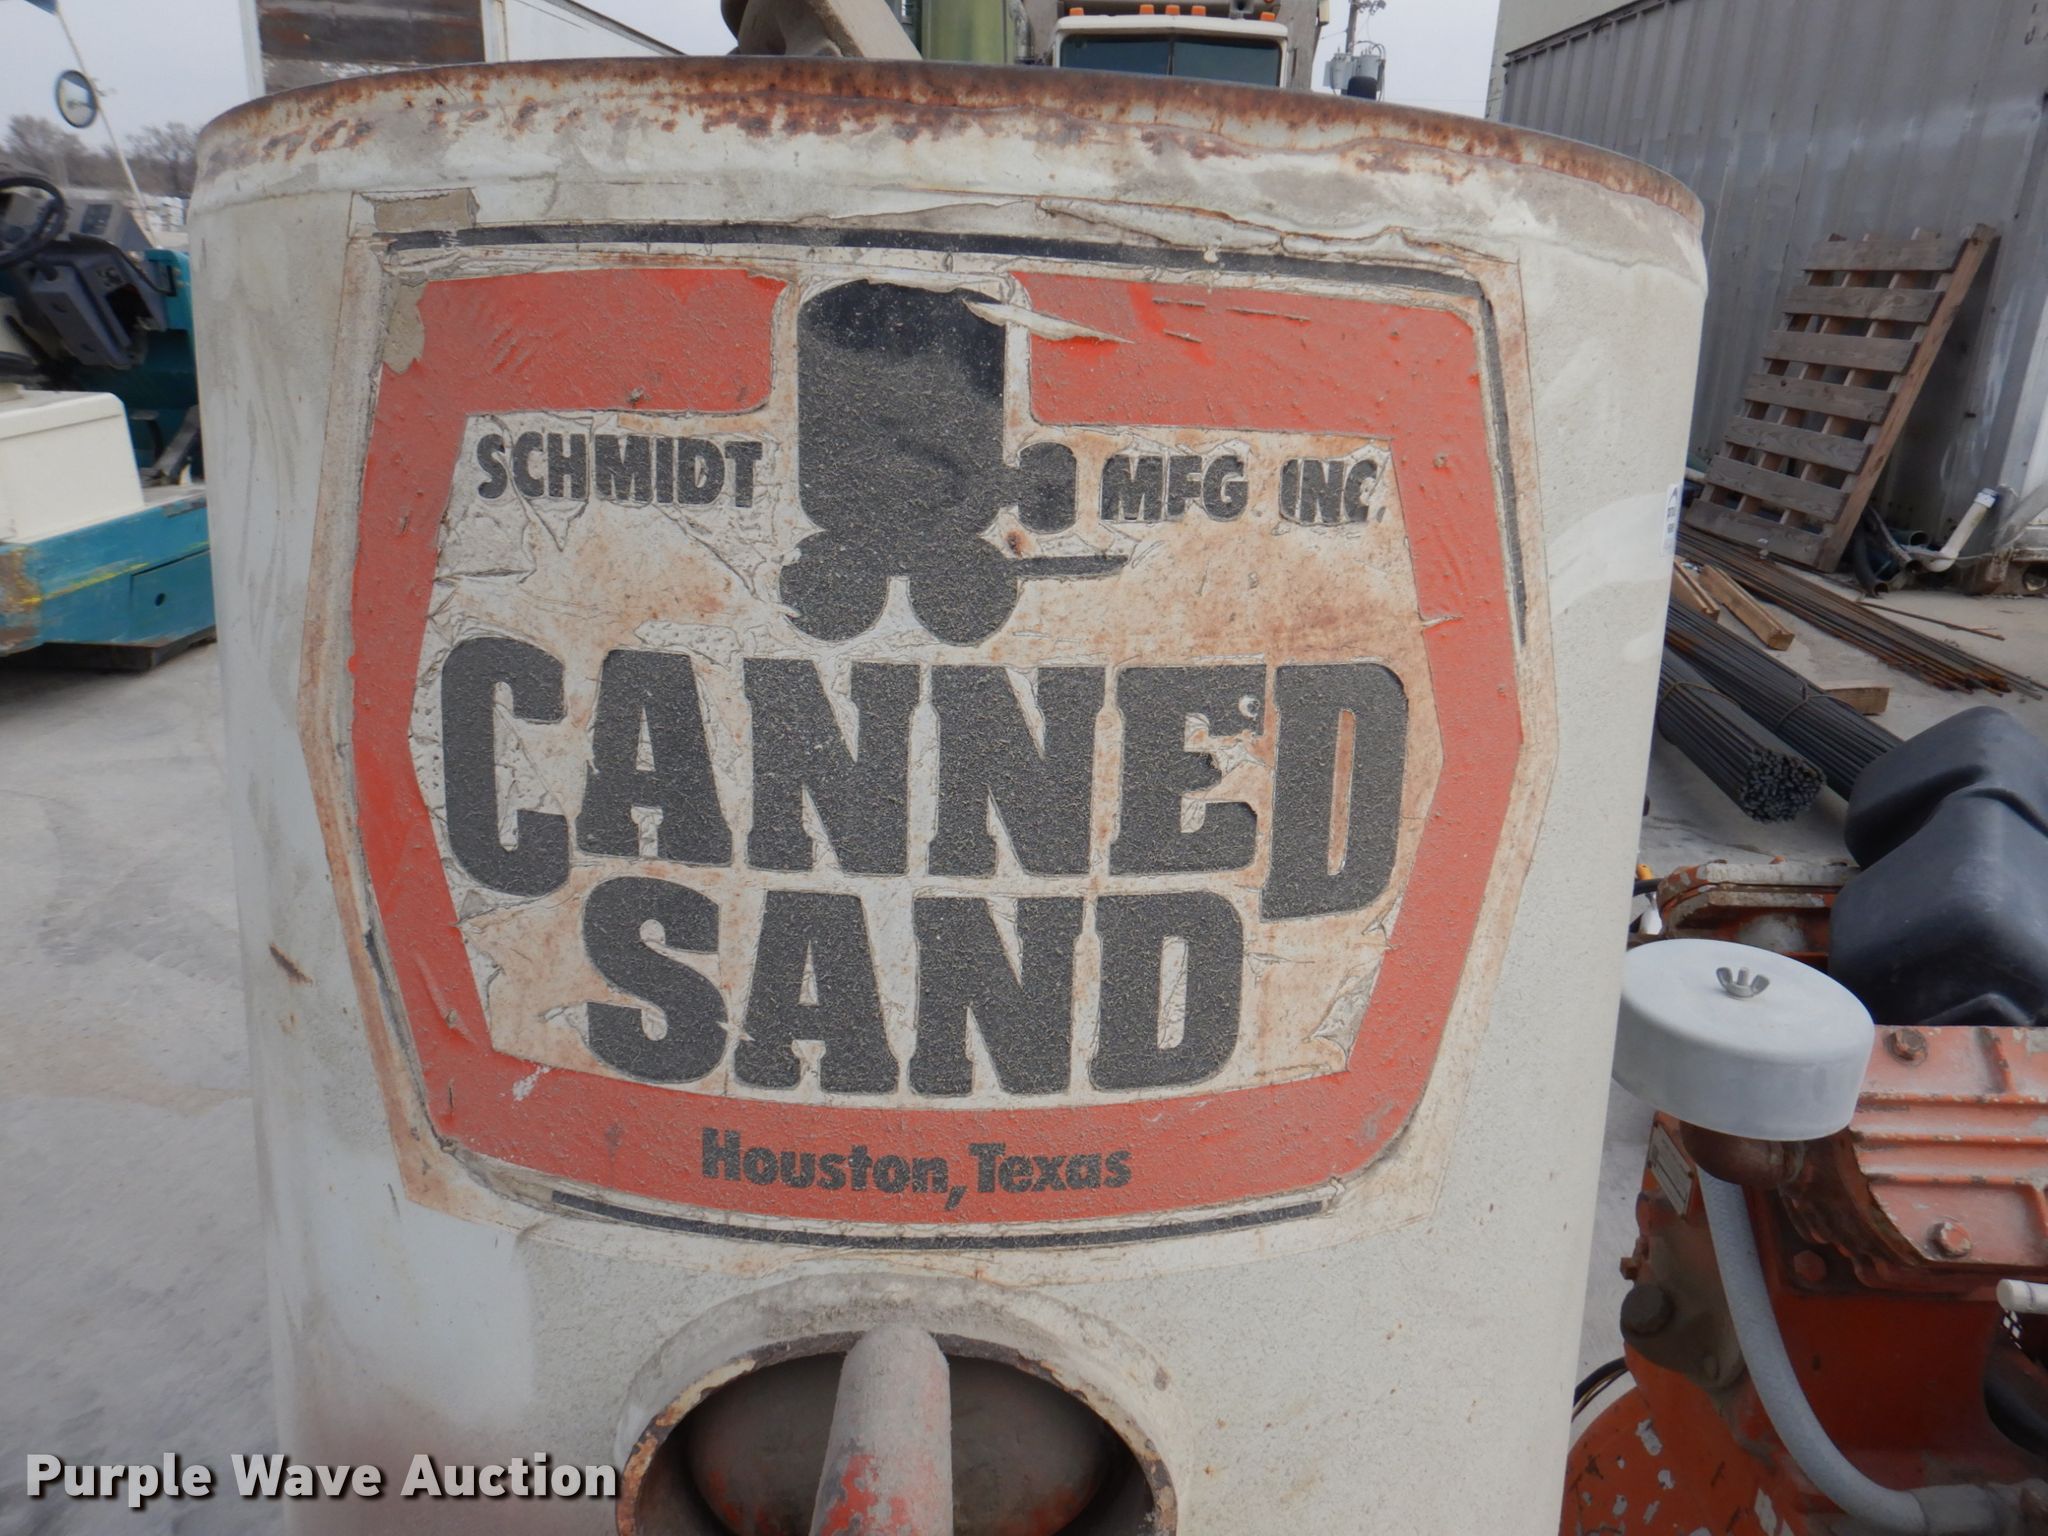 SCHMIDT MFG. INC.
CANNED
SAND
Houston, Texas
Purple Wave Auction